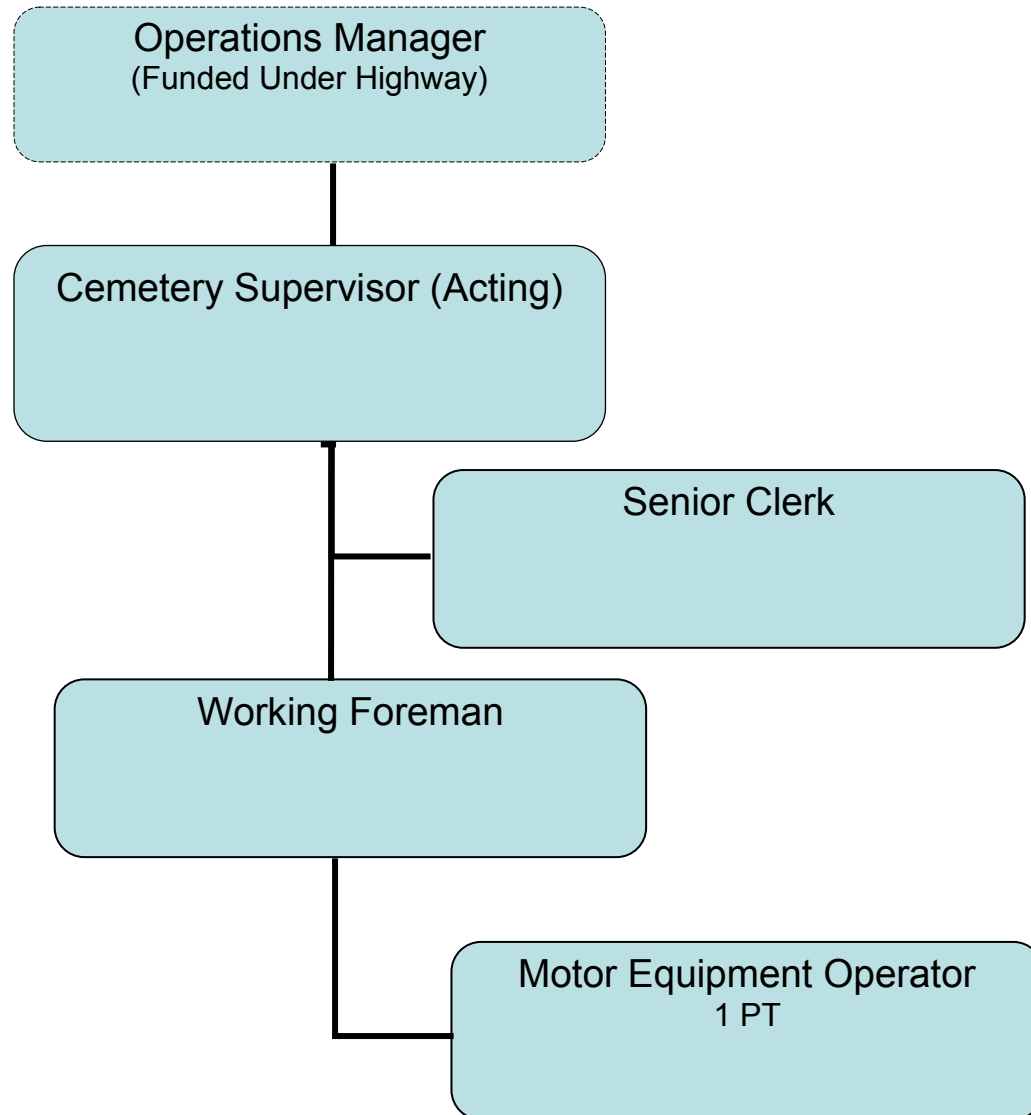 Operations Manager
(Funded Under Highway)
Cemetery Supervisor (Acting)
Senior Clerk
Working Foreman
Motor Equipment Operator
1 PT